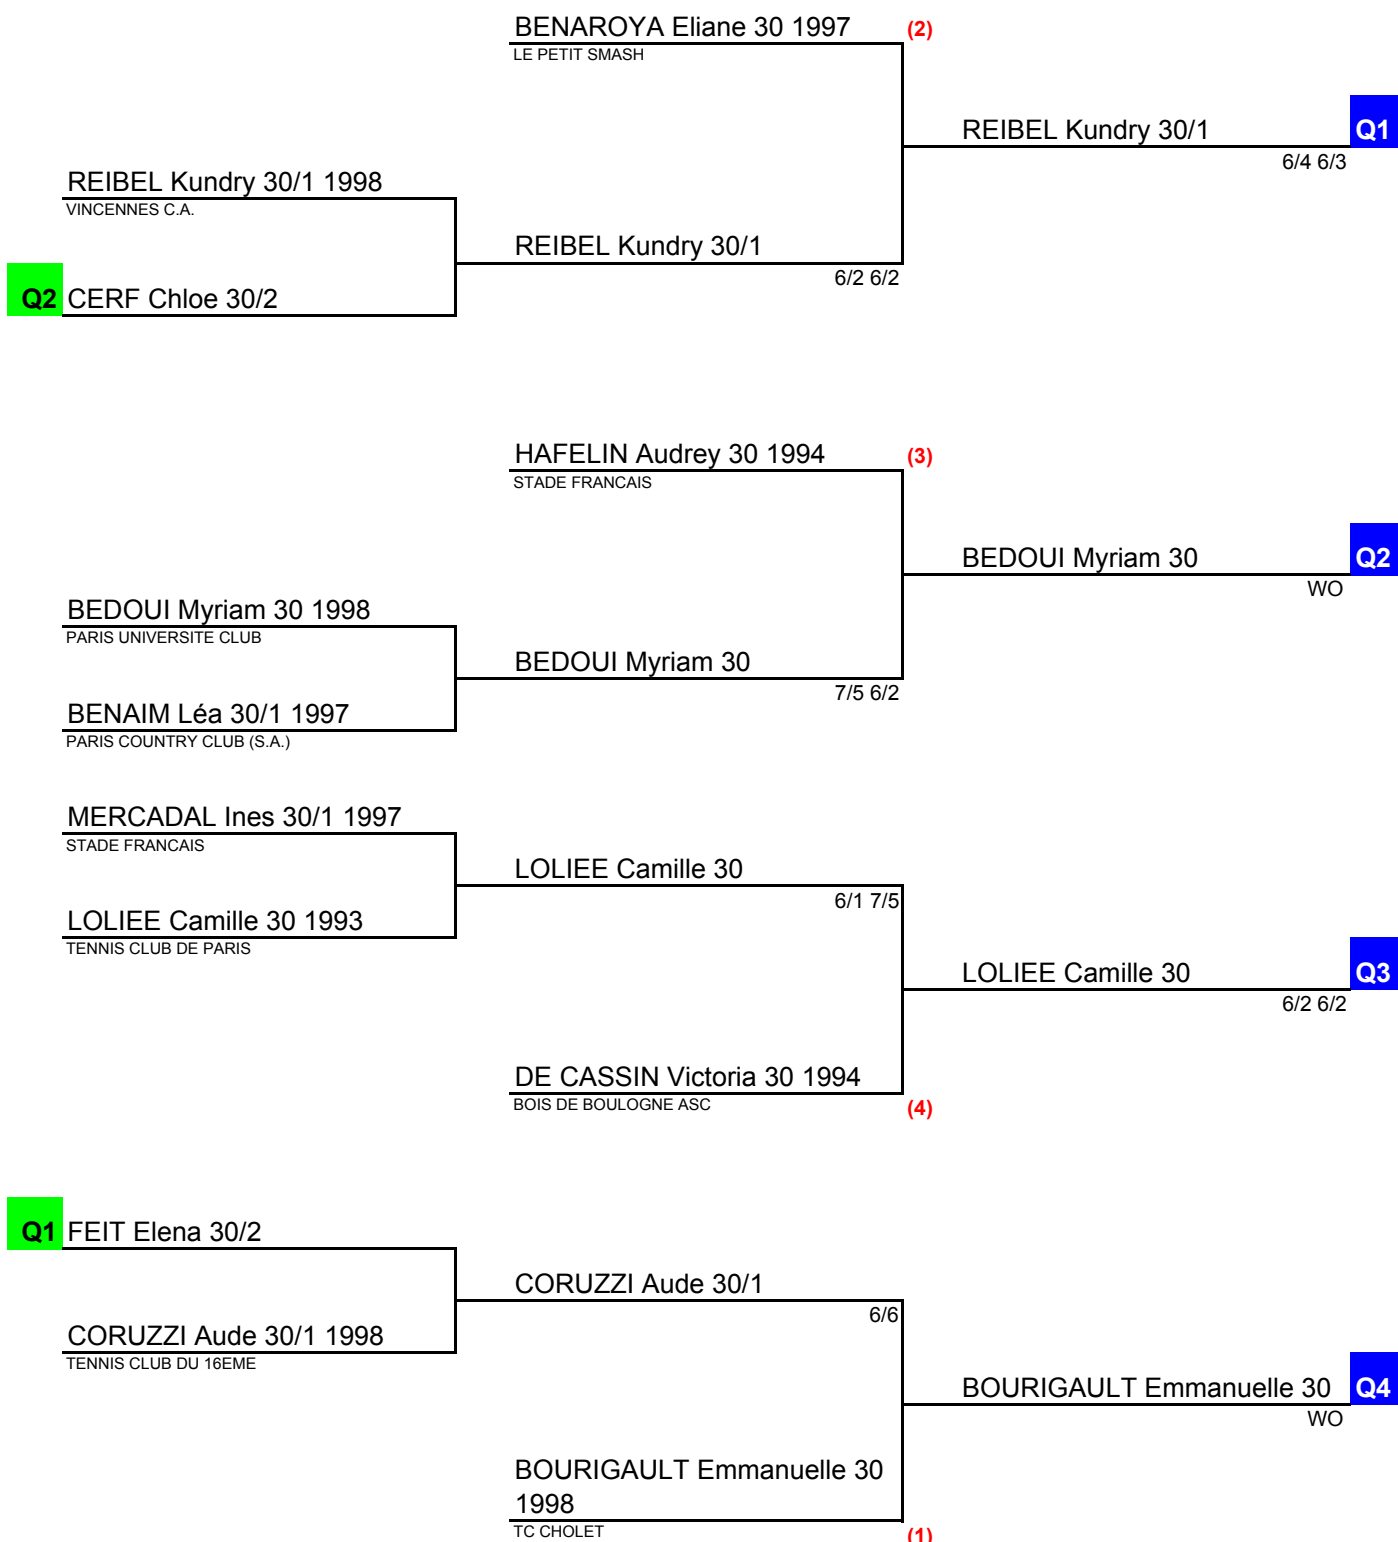 BENAROYA Eliane 30 1997 (2)
LE PETIT SMASH
REIBEL Kundry 30/1 Q1
6/4 6/3
REIBEL Kundry 30/1 1998
VINCENNES C.A.
REIBEL Kundry 30/1
6/2 6/2
Q2 CERF Chloe 30/2
HAFELIN Audrey 30 1994 (3)
STADE FRANCAIS
BEDOUI Myriam 30 Q2
WO
BEDOUI Myriam 30 1998
PARIS UNIVERSITE CLUB
BEDOUI Myriam 30
7/5 6/2
BENAIM Léa 30/1 1997
PARIS COUNTRY CLUB (S.A.)
MERCADAL Ines 30/1 1997
STADE FRANCAIS
LOLIEE Camille 30
6/1 7/5
LOLIEE Camille 30 1993
TENNIS CLUB DE PARIS
LOLIEE Camille 30 Q3
6/2 6/2
DE CASSIN Victoria 30 1994
BOIS DE BOULOGNE ASC (4)
Q1 FEIT Elena 30/2
CORUZZI Aude 30/1
6/6
CORUZZI Aude 30/1 1998
TENNIS CLUB DU 16EME
BOURIGAULT Emmanuelle 30 Q4
WO
BOURIGAULT Emmanuelle 30
1998
TC CHOLET (1)